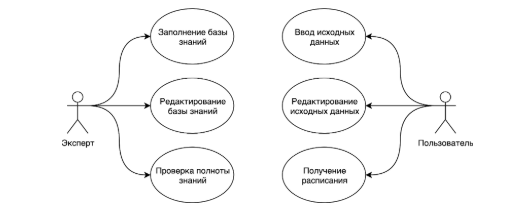 Заполнение базы
знаний
Ввод исходных
данных
Редактирование
базы знаний
Редактирование
исходных данных
Эксперт
Пользователь
Проверка полноты
знаний
Получение
расписания